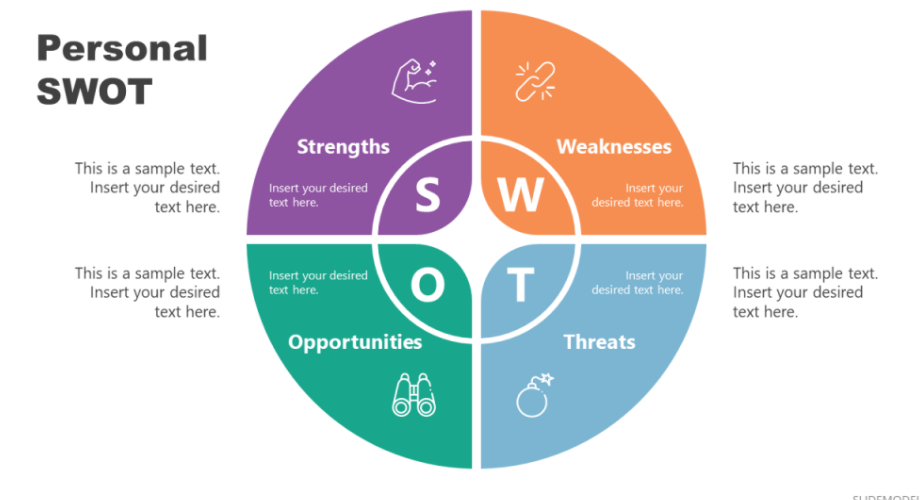 Personal
SWOT
Strengths
Weaknesses
This is a sample text.
Insert your desired
text here.
Insert your desired
text here.
S
W
Insert your desired
text here.
This is a sample text.
Insert your desired
text here.
This is a sample text.
Insert your desired
text here.
Insert your desired
text here.
O
T
Insert your desired
text here.
This is a sample text.
Insert your desired
text here.
Opportunities
Threats